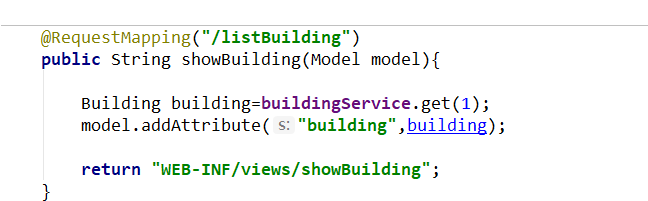 @RequestMapping("/listBuilding")
public String showBuilding(Model model){
Building building=buildingService.get(1);
model.addAttribute( s: "building",building);
return "WEB-INF/views/showBuilding";
}